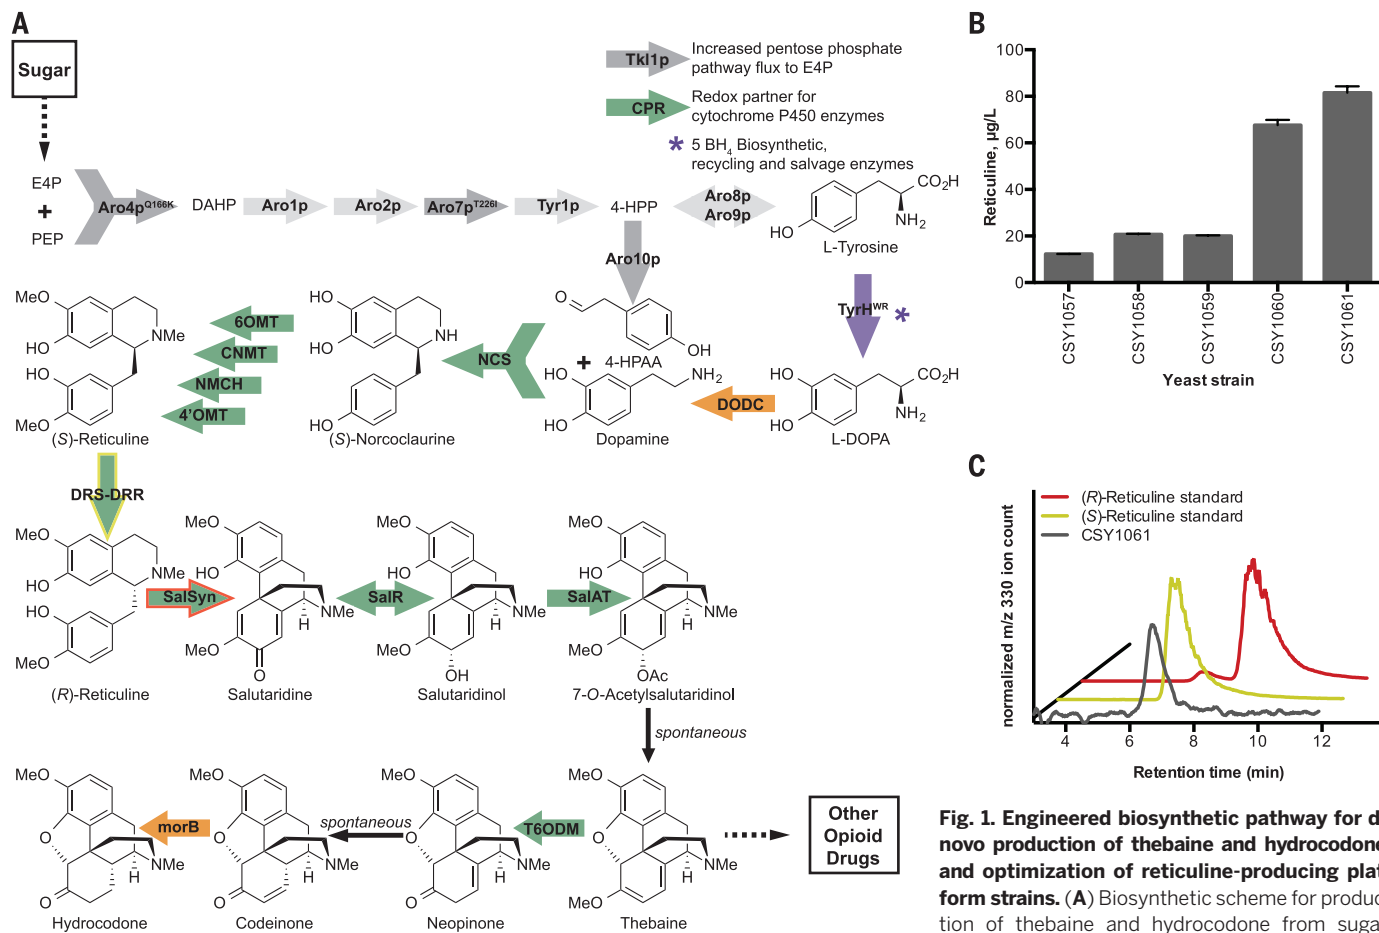 A
Sugar
E4P
+
PEP
Aro4pQ166K
DAHP
Aro1p
Aro2p
Aro7pT226I
Tyr1p
4-HPP
Aro8p
Aro9p
Tkl1p
Increased pentose phosphate
pathway flux to E4P
CPR
Redox partner for
cytochrome P450 enzymes
* 5 BH4 Biosynthetic,
recycling and salvage enzymes
CO2H
NH2
HO
L-Tyrosine
Aro10p
TyrHWR *
O
OH
+ 4-HPAA
HO
HO
NH2
Dopamine
DODC
HO
HO
CO2H
NH2
L-DOPA
NCS
HO
HO
NH
HO
(S)-Norcoclaurine
6OMT
CNMT
NMCH
4'OMT
MeO
HO
NMe
HO
MeO
(S)-Reticuline
DRS-DRR
MeO
HO
NMe
HO
MeO
(R)-Reticuline
SalSyn
MeO
HO
NMe
H
MeO
O
Salutaridine
SalR
MeO
HO
NMe
H
MeO
OH
Salutaridinol
SalAT
MeO
HO
NMe
H
MeO
OAc
7-O-Acetylsalutaridinol
spontaneous
MeO
O
NMe
H
MeO
Thebaine
Other
Opioid
Drugs
T6ODM
MeO
O
NMe
H
O
Neopinone
spontaneous
MeO
O
NMe
H
O
Codeinone
morB
MeO
O
NMe
H
O
Hydrocodone
B
Reticuline, µg/L
100
80
60
40
20
0
CSY1057
CSY1058
CSY1059
CSY1060
CSY1061
Yeast strain
C
normalized m/z 330 ion count
(R)-Reticuline standard
(S)-Reticuline standard
CSY1061
4
6
8
10
12
Retention time (min)
Fig. 1. Engineered biosynthetic pathway for d
novo production of thebaine and hydrocodone
and optimization of reticuline-producing plat
form strains. (A) Biosynthetic scheme for produc
tion of thebaine and hydrocodone from sugar